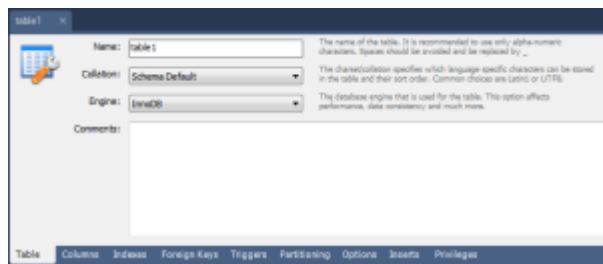 table1 ×
Name: table1
The name of the table. It is recommended to use only alpha-numeric
characters. Spaces should be avoided and be replaced by _
Collation: Schema Default
The charset/collation specifies which language specific characters can be stored
in the table and their sort order. Common choices are Latin1 or UTF8.
Engine: InnoDB
The database engine that is used for the table. This option affects
performance, data consistency and much more.
Comments:
Table Columns Indexes Foreign Keys Triggers Partitioning Options Inserts Privileges